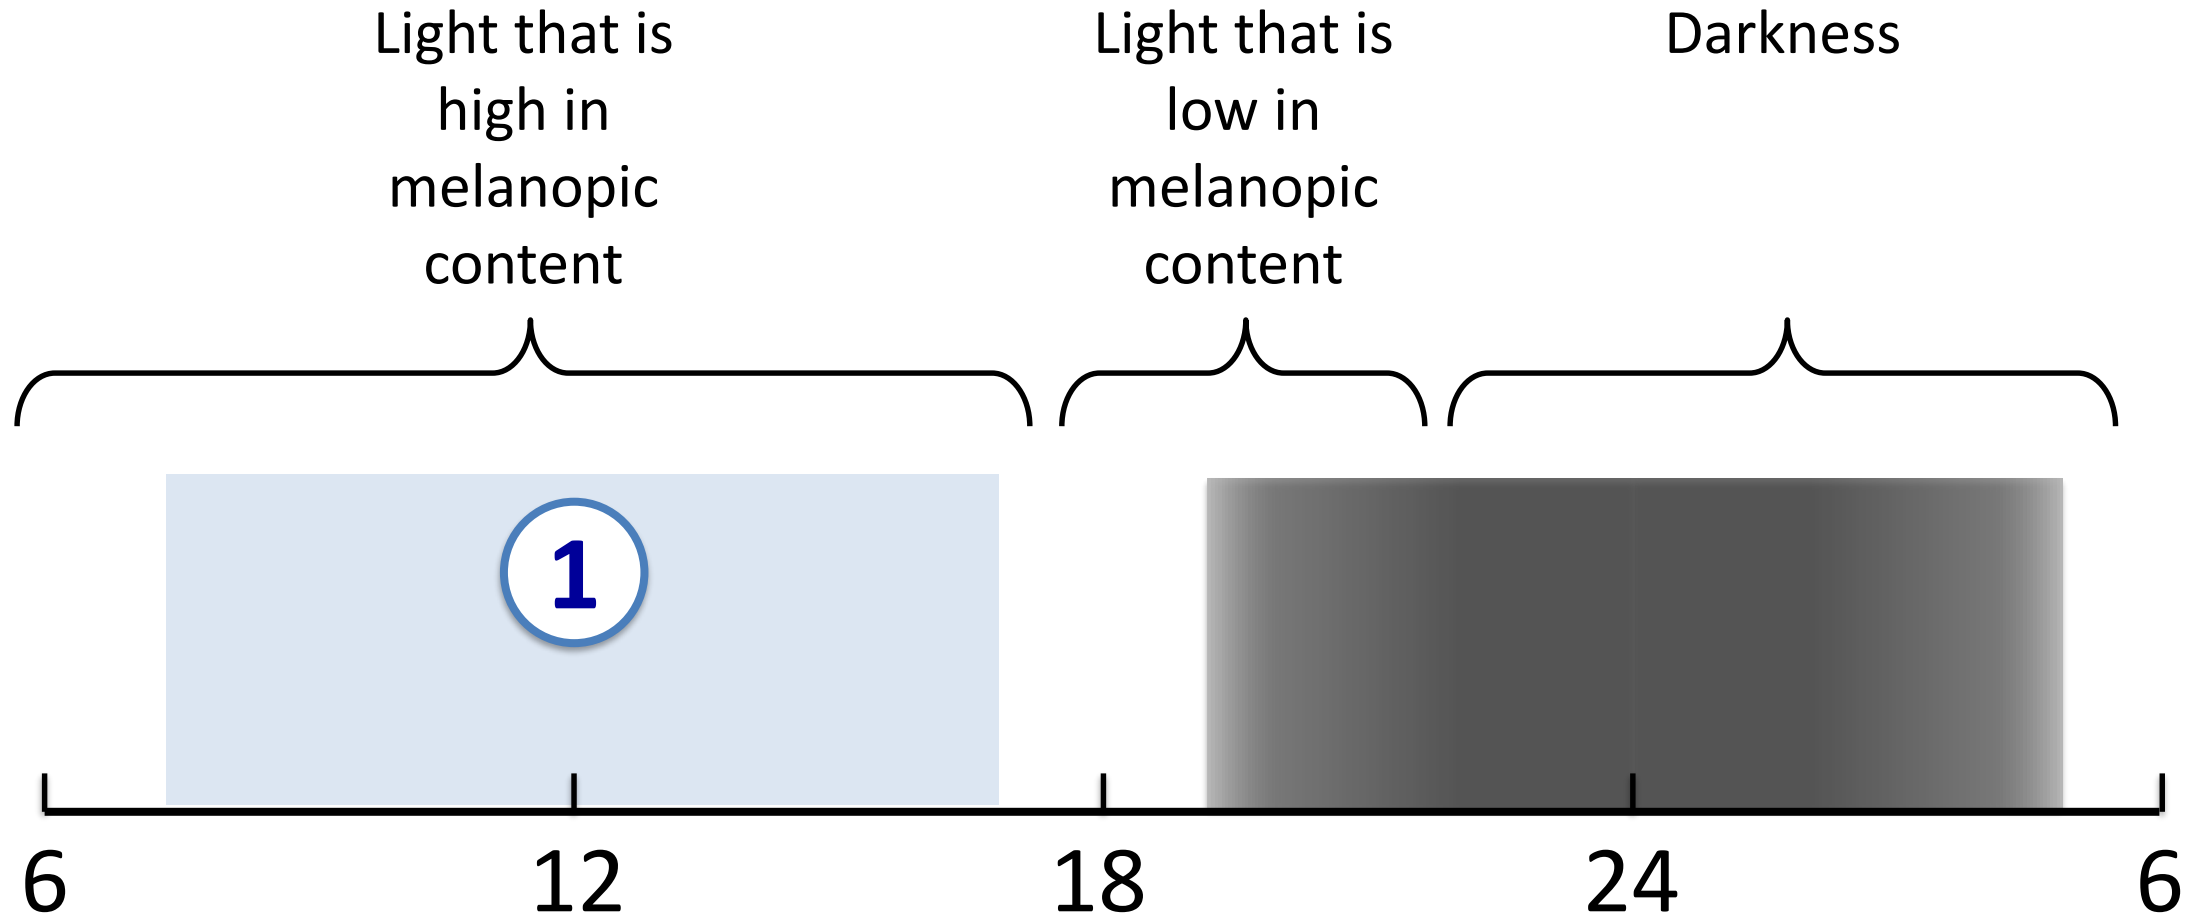 Light that is
high in
melanopic
content
Light that is
low in
melanopic
content
Darkness
1
6
12
18
24
6